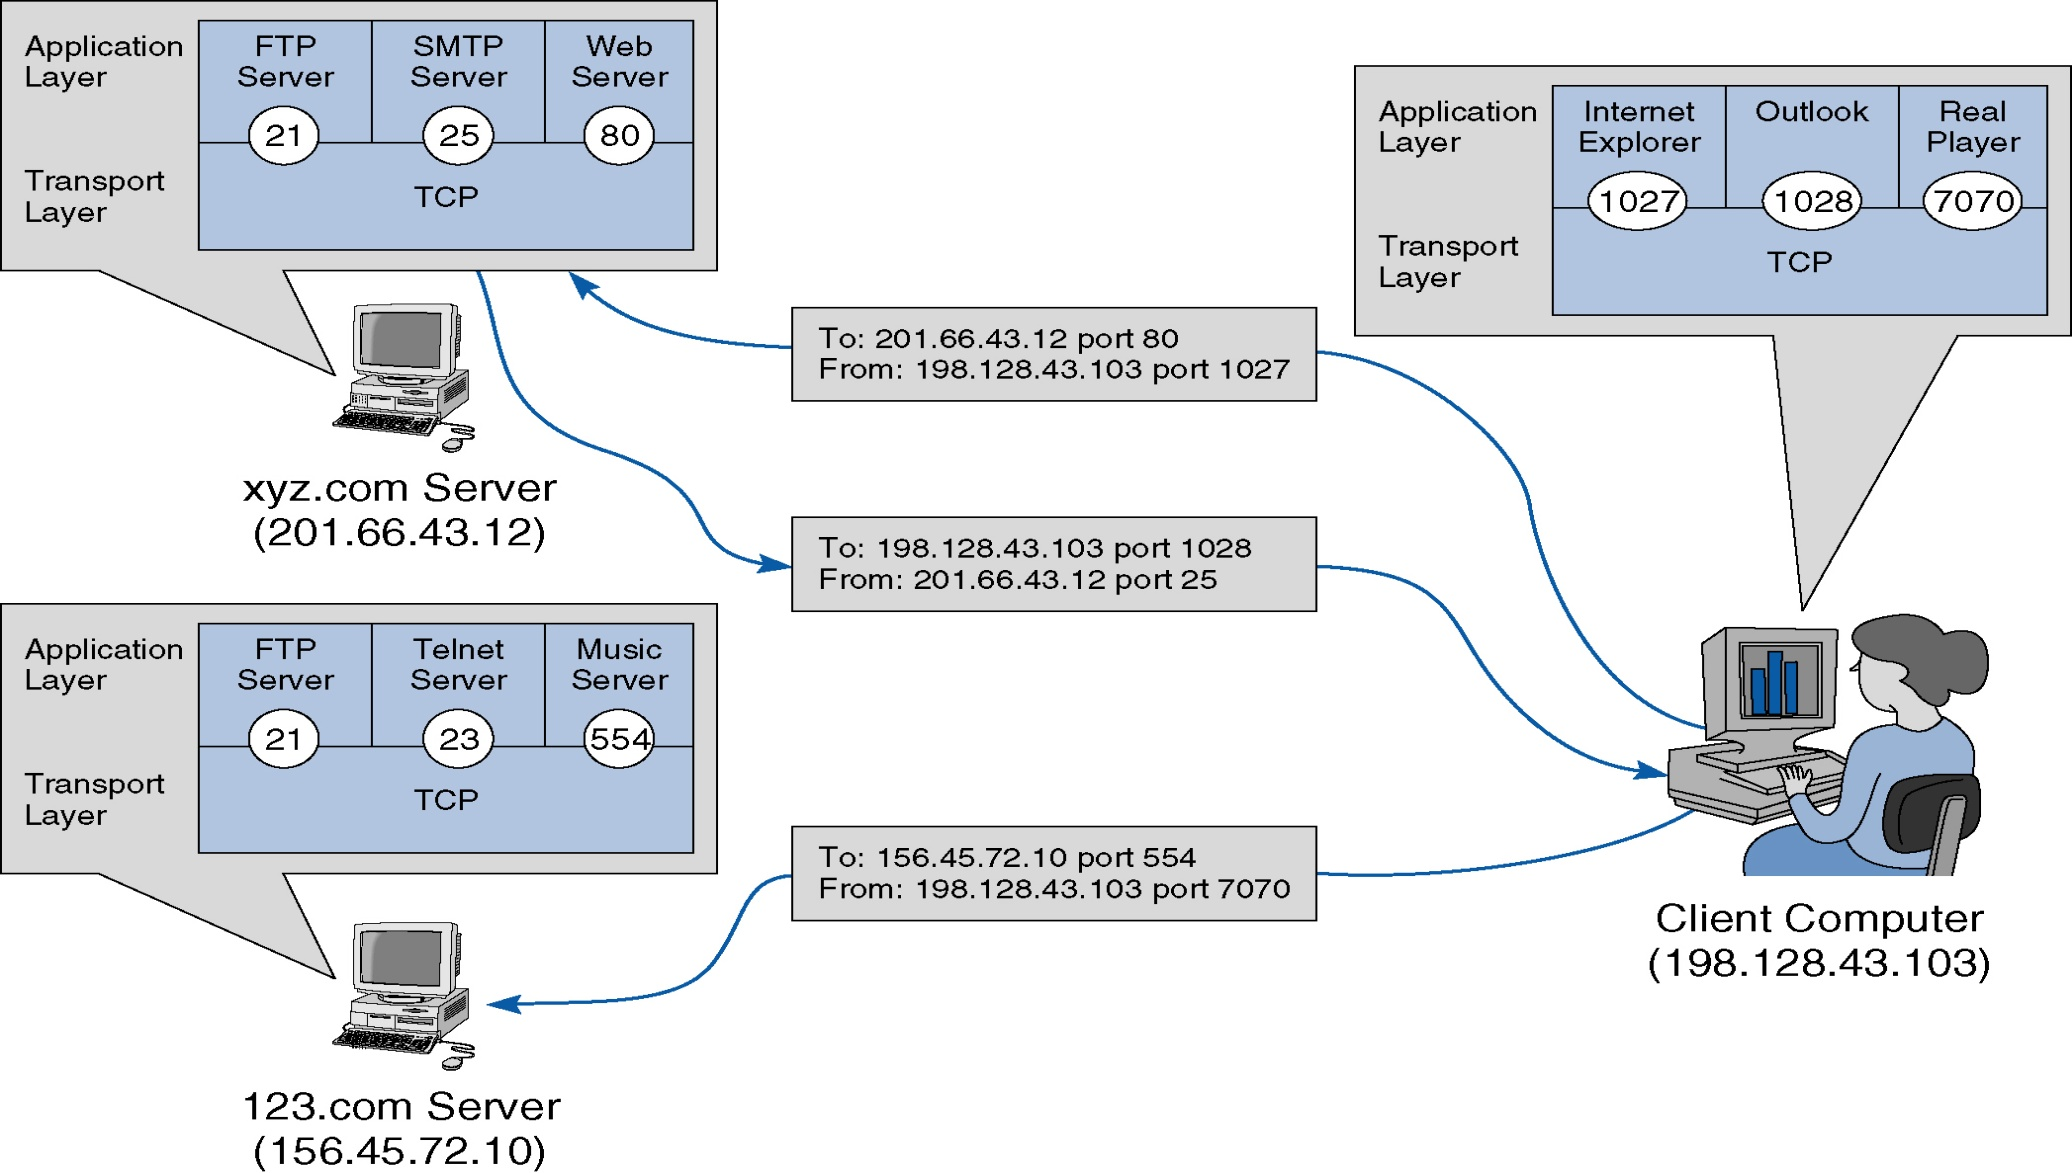 Application
Layer
FTP
Server
SMTP
Server
Web
Server
21
25
80
Transport
Layer
TCP
xyz.com Server
(201.66.43.12)
Application
Layer
Internet
Explorer
Outlook
Real
Player
1027
1028
7070
Transport
Layer
TCP
To: 201.66.43.12 port 80
From: 198.128.43.103 port 1027
To: 198.128.43.103 port 1028
From: 201.66.43.12 port 25
Application
Layer
FTP
Server
Telnet
Server
Music
Server
21
23
554
Transport
Layer
TCP
To: 156.45.72.10 port 554
From: 198.128.43.103 port 7070
Client Computer
(198.128.43.103)
123.com Server
(156.45.72.10)